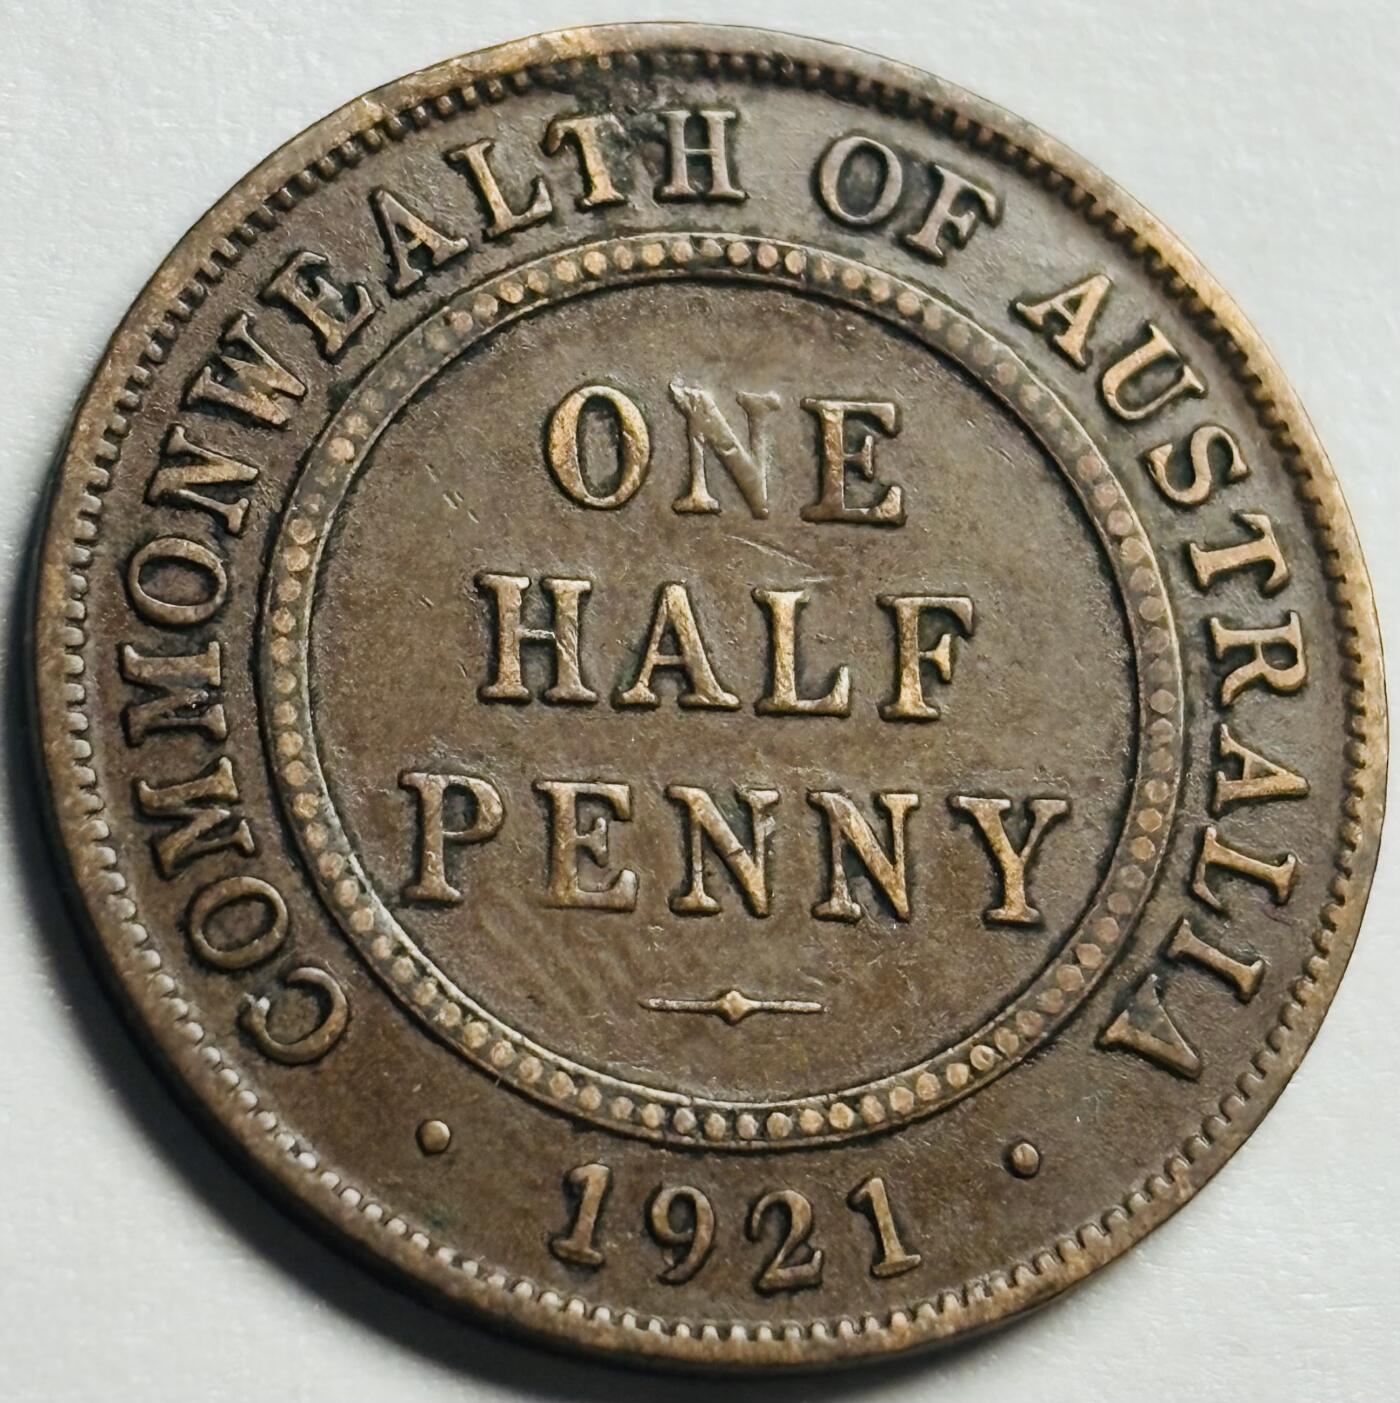 COMMONWEALTH OF AUSTRALIA
ONE
HALF
PENNY
· 1921 ·